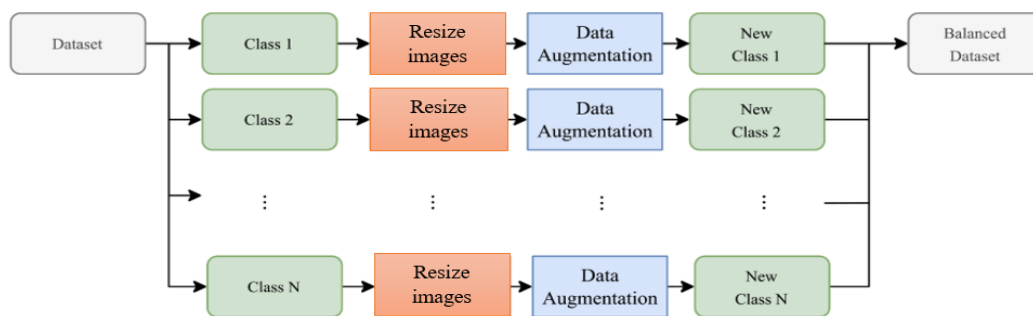 Dataset
Class 1
Resize
images
Data
Augmentation
New
Class 1
Balanced
Dataset
Class 2
Resize
images
Data
Augmentation
New
Class 2
⋮ ⋮ ⋮ ⋮
Class N
Resize
images
Data
Augmentation
New
Class N